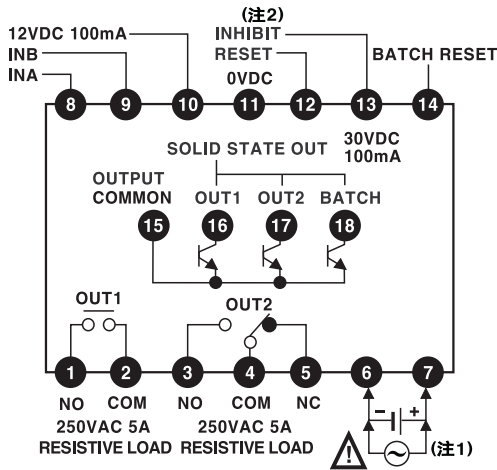 (注2)
12VDC 100mA
INHIBIT
INB
RESET
BATCH RESET
INA
0VDC
8 9 10 11 12 13 14
SOLID STATE OUT
30VDC
100mA
OUTPUT
COMMON
OUT1 OUT2 BATCH
15 16 17 18
OUT1
OUT2
1 2 3 4 5 6 7
NO COM NO COM NC
250VAC 5A
RESISTIVE LOAD
250VAC 5A
RESISTIVE LOAD
- +
! (注1)